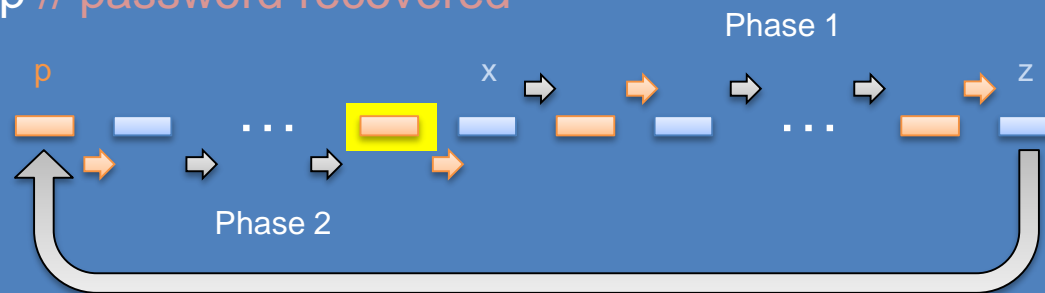 p // password recovered
Phase 1
p x z
. . . . . .
Phase 2